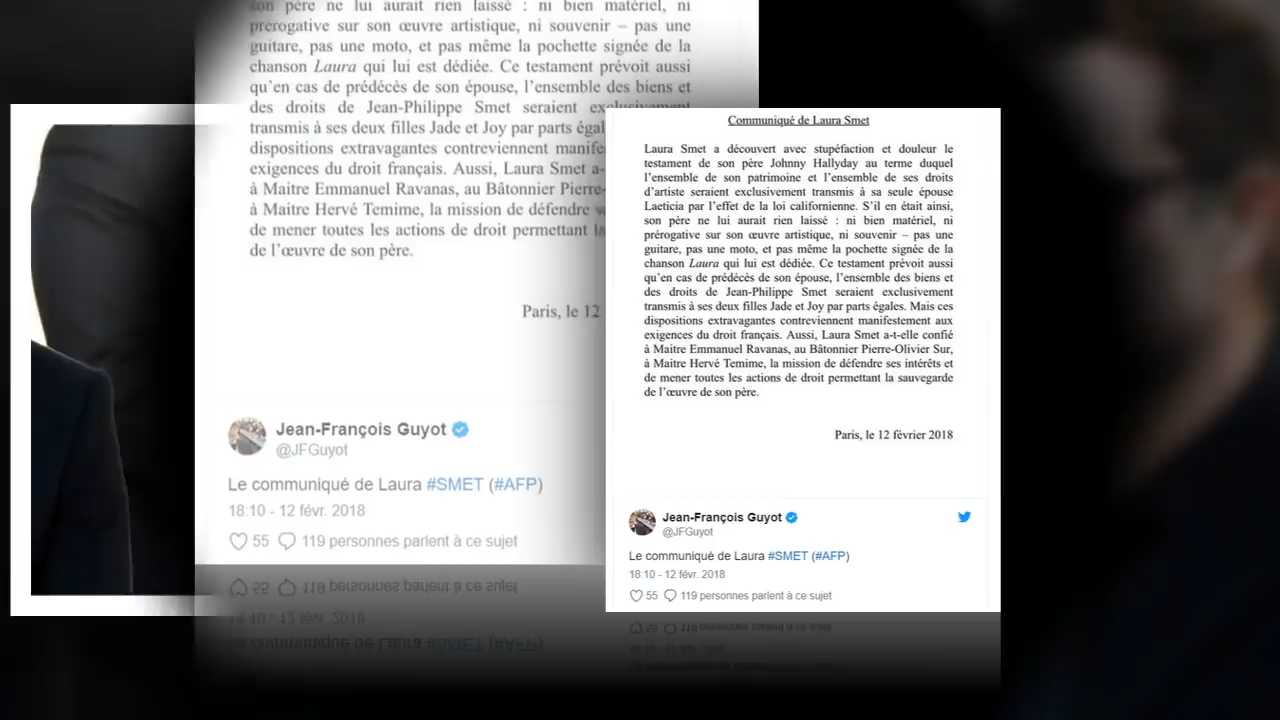 son père ne lui aurait rien laissé : ni bien matériel, ni
prérogative sur son œuvre artistique, ni souvenir – pas une
guitare, pas une moto, et pas même la pochette signée de la
chanson Laura qui lui est dédiée. Ce testament prévoit aussi
qu'en cas de prédécès de son épouse, l'ensemble des biens et
des droits de Jean-Philippe Smet seraient exclusivement
transmis à ses deux filles Jade et Joy par parts égal
dispositions extravagantes contreviennent manife
exigences du droit français. Aussi, Laura Smet a-
à Maitre Emmanuel Ravanas, au Bâtonnier Pierre-
à Maitre Hervé Temime, la mission de défendre
de mener toutes les actions de droit permettant la
de l'œuvre de son père.
Paris, le 12
Jean-François Guyot
@JFGuyot
Le communiqué de Laura #SMET (#AFP)
18:10 - 12 févr. 2018
55 119 personnes parlent à ce sujet
Communiqué de Laura Smet
Laura Smet a découvert avec stupéfaction et douleur le
testament de son père Johnny Hallyday au terme duquel
l'ensemble de son patrimoine et l'ensemble de ses droits
d'artiste seraient exclusivement transmis à sa seule épouse
Laeticia par l'effet de la loi californienne. S'il en était ainsi,
son père ne lui aurait rien laissé : ni bien matériel, ni
prérogative sur son œuvre artistique, ni souvenir – pas une
guitare, pas une moto, et pas même la pochette signée de la
chanson Laura qui lui est dédiée. Ce testament prévoit aussi
qu'en cas de prédécès de son épouse, l'ensemble des biens et
des droits de Jean-Philippe Smet seraient exclusivement
transmis à ses deux filles Jade et Joy par parts égales. Mais ces
dispositions extravagantes contreviennent manifestement aux
exigences du droit français. Aussi, Laura Smet a-t-elle confié
à Maitre Emmanuel Ravanas, au Bâtonnier Pierre-Olivier Sur,
à Maitre Hervé Temime, la mission de défendre ses intérêts et
de mener toutes les actions de droit permettant la sauvegarde
de l'œuvre de son père.
Paris, le 12 février 2018
Jean-François Guyot
@JFGuyot
Le communiqué de Laura #SMET (#AFP)
18:10 - 12 févr. 2018
55 119 personnes parlent à ce sujet